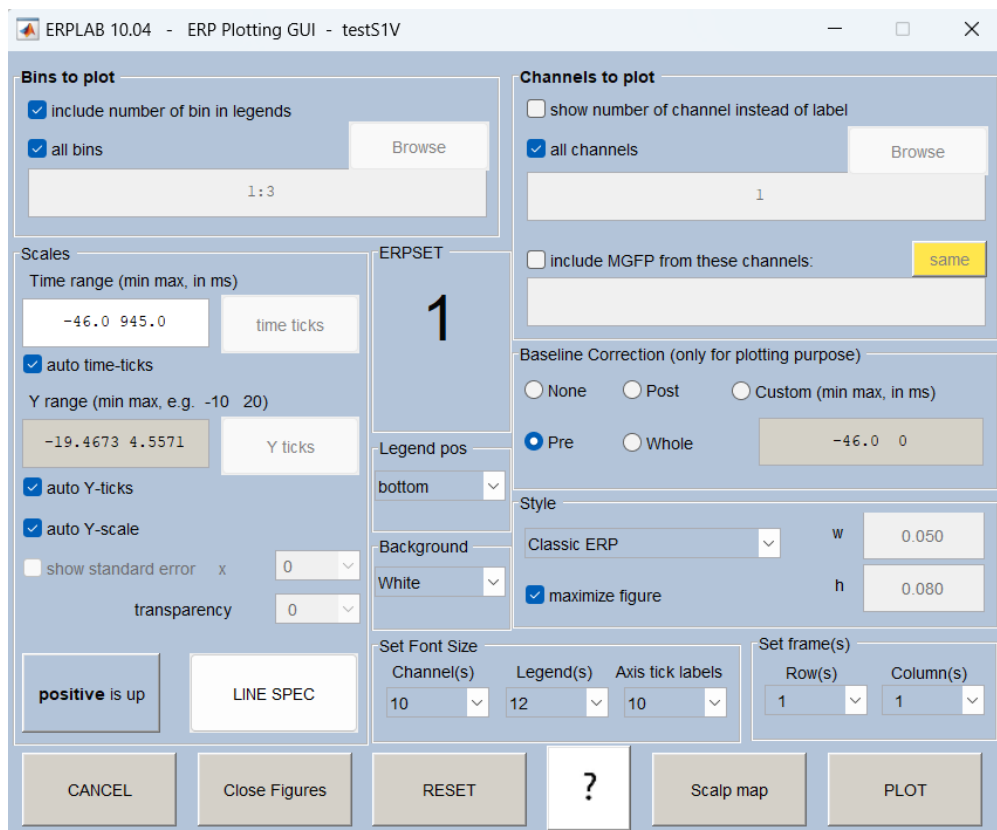 ERPLAB 10.04 - ERP Plotting GUI - testS1V
Bins to plot
include number of bin in legends
all bins
Browse
1:3
Channels to plot
show number of channel instead of label
all channels
Browse
1
include MGFP from these channels:
same
Scales
Time range (min max, in ms)
-46.0 945.0
time ticks
auto time-ticks
Y range (min max, e.g. -10 20)
-19.4673 4.5571
Y ticks
auto Y-ticks
auto Y-scale
show standard error x
0
transparency
0
positive is up
LINE SPEC
ERPSET
1
Legend pos
bottom
Background
White
Baseline Correction (only for plotting purpose)
None
Post
Custom (min max, in ms)
Pre
Whole
-46.0 0
Style
Classic ERP
w
0.050
maximize figure
h
0.080
Set Font Size
Channel(s)
Legend(s)
Axis tick labels
10
12
10
Set frame(s)
Row(s)
Column(s)
1
1
CANCEL
Close Figures
RESET
?
Scalp map
PLOT